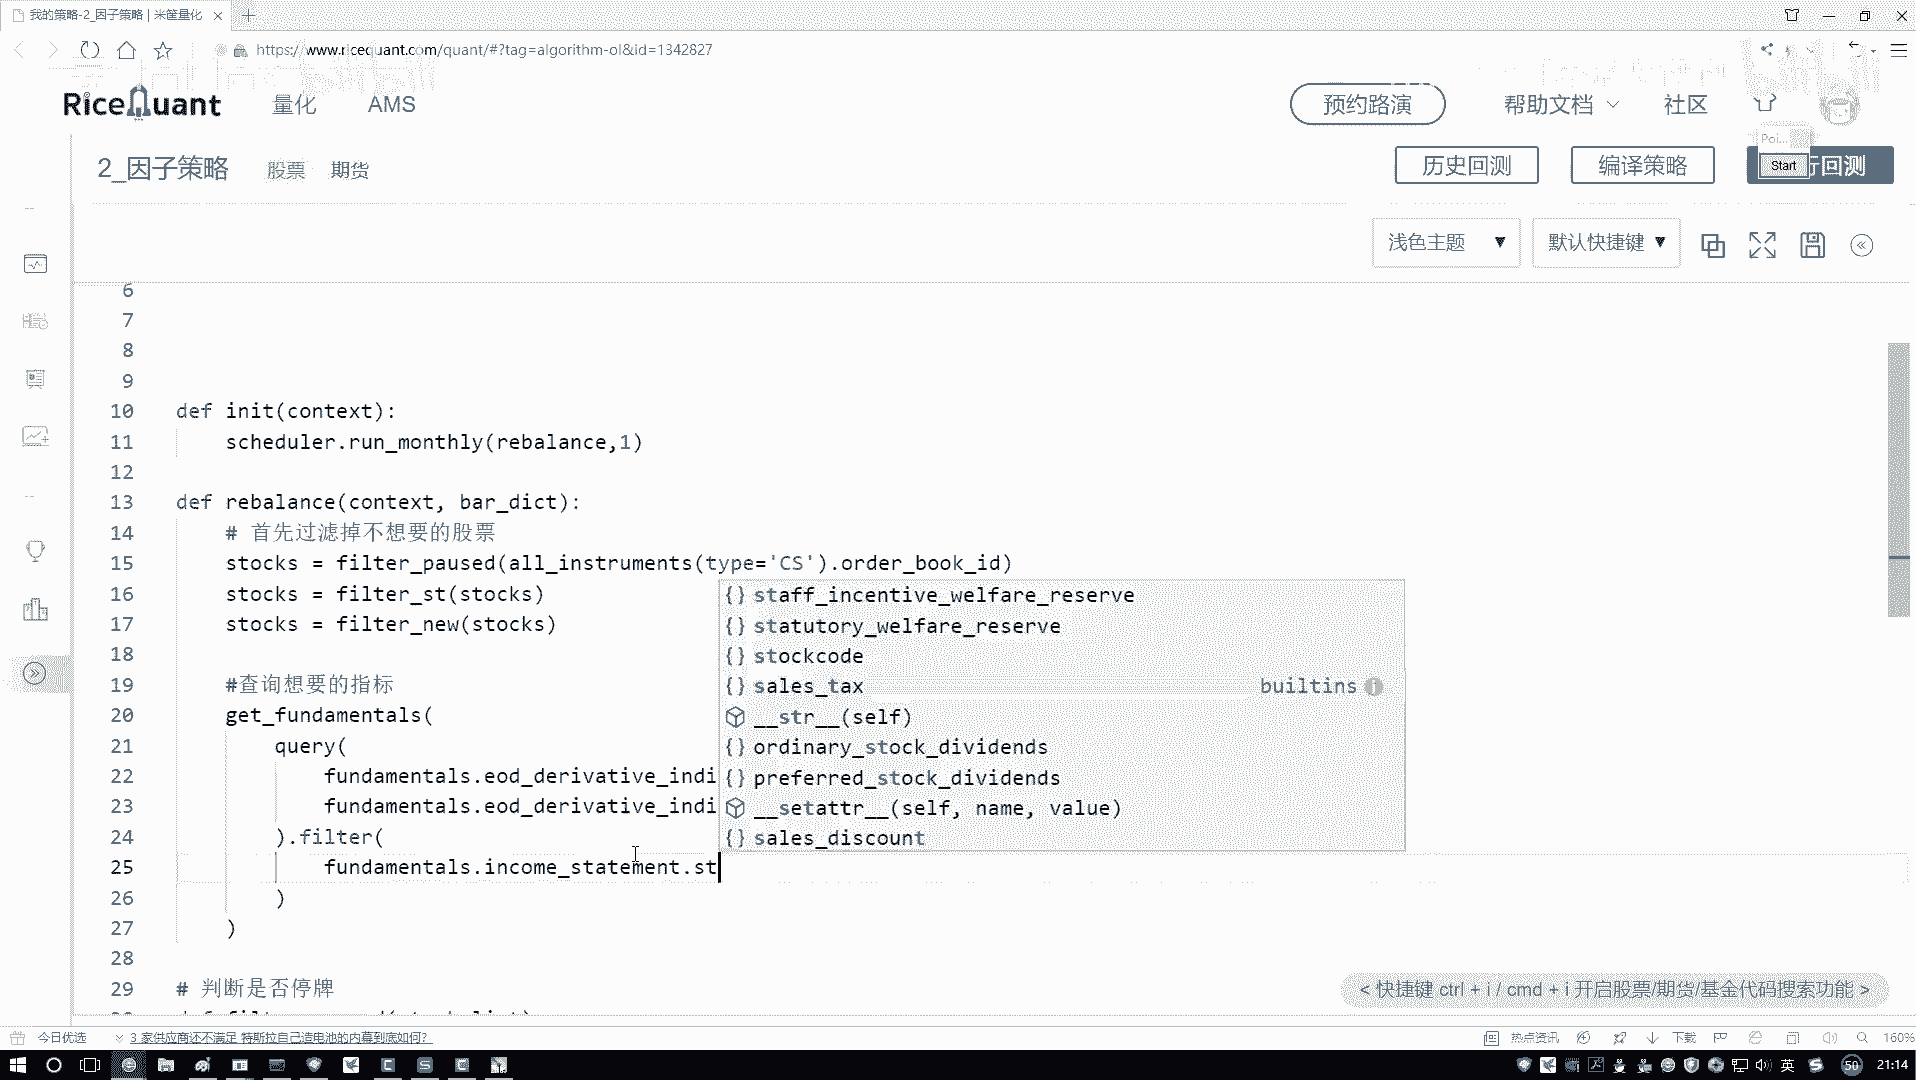 我的策略-2_因子策略 | 米筐量化
https://www.ricequant.com/quant/#?tag=algorithm-ol&id=1342827
RiceQuant 量化 AMS 预约路演 帮助文档 社区
Poi...
2_因子策略 股票 期货 历史回测 编译策略 Start 行回测
浅色主题 ▼ 默认快捷键 ▼
6
7
8
9
10 def init(context):
11 scheduler.run_monthly(rebalance,1)
12
13 def rebalance(context, bar_dict):
14 # 首先过滤掉不想要的股票
15 stocks = filter_paused(all_instruments(type='CS').order_book_id)
16 stocks = filter_st(stocks)
17 stocks = filter_new(stocks)
18
19 #查询想要的指标
20 get_fundamentals(
21 query(
22 fundamentals.eod_derivative_indi
23 fundamentals.eod_derivative_indi
24 ).filter(
25 fundamentals.income_statement.st
26 )
27 )
28
29 # 判断是否停牌
{} staff_incentive_welfare_reserve
{} statutory_welfare_reserve
{} stockcode
{} sales_tax builtins
__str__(self)
{} ordinary_stock_dividends
{} preferred_stock_dividends
__setattr__(self, name, value)
{} sales_discount
< 快捷键 ctrl + i / cmd + i 开启股票/期货/基金代码搜索功能 >
今日优选 3 家供应商还不满足 特斯拉自己造电池的内幕到底如何? 热点资讯 下载 160%
英 50 21:14